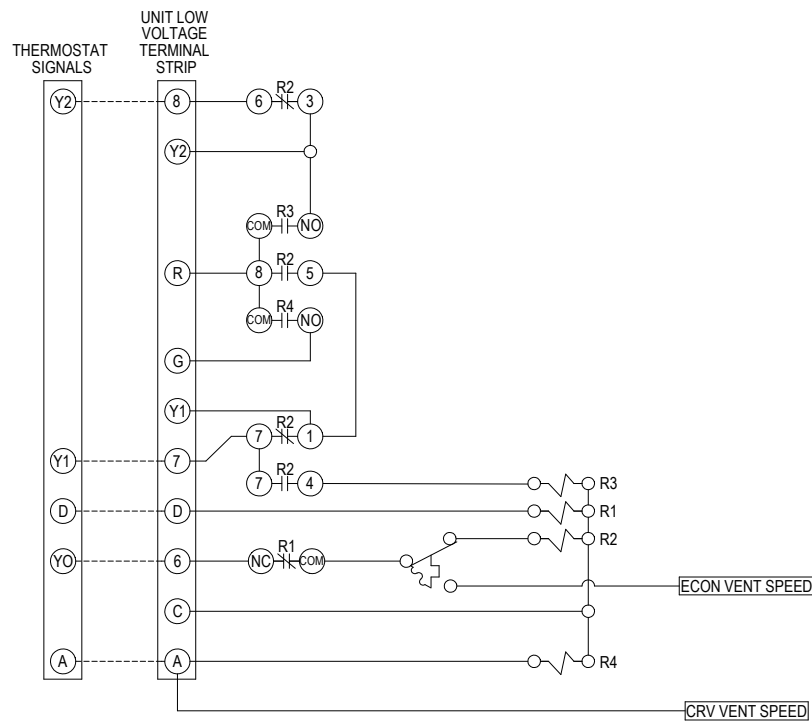 THERMOSTAT
SIGNALS
UNIT LOW
VOLTAGE
TERMINAL
STRIP
Y2 8 6 R2 3
Y2
COM R3 NO
R 8 R2 5
COM R4 NO
G
Y1
7 R2 1
Y1 7
7 R2 4 R3
D D R1
R2
YO 6 NC R1 COM
ECON VENT SPEED
C
A A R4
CRV VENT SPEED